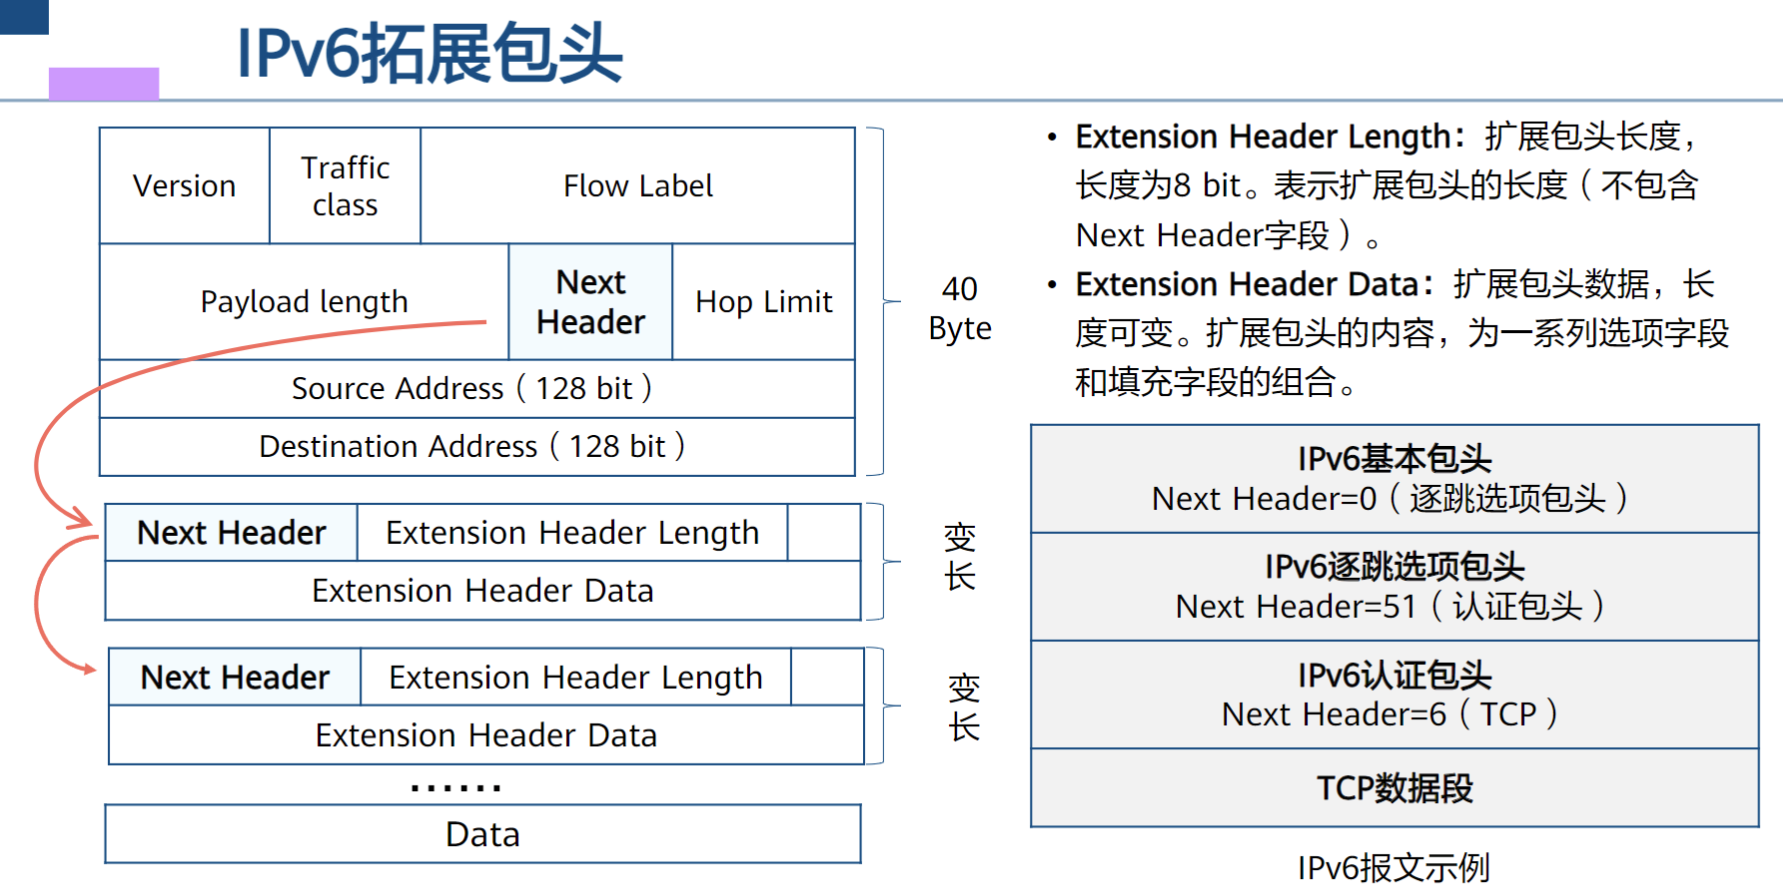 IPv6拓展包头
Version
Traffic
class
Flow Label
Payload length
Next
Header
Hop Limit
Source Address（128 bit）
Destination Address（128 bit）
40
Byte
Next Header
Extension Header Length
Extension Header Data
变
长
Next Header
Extension Header Length
Extension Header Data
变
长
······
Data
• Extension Header Length：扩展包头长度，
长度为8 bit。表示扩展包头的长度（不包含
Next Header字段）。
• Extension Header Data：扩展包头数据，长
度可变。扩展包头的内容，为一系列选项字段
和填充字段的组合。
IPv6基本包头
Next Header=0（逐跳选项包头）
IPv6逐跳选项包头
Next Header=51（认证包头）
IPv6认证包头
Next Header=6（TCP）
TCP数据段
IPv6报文示例